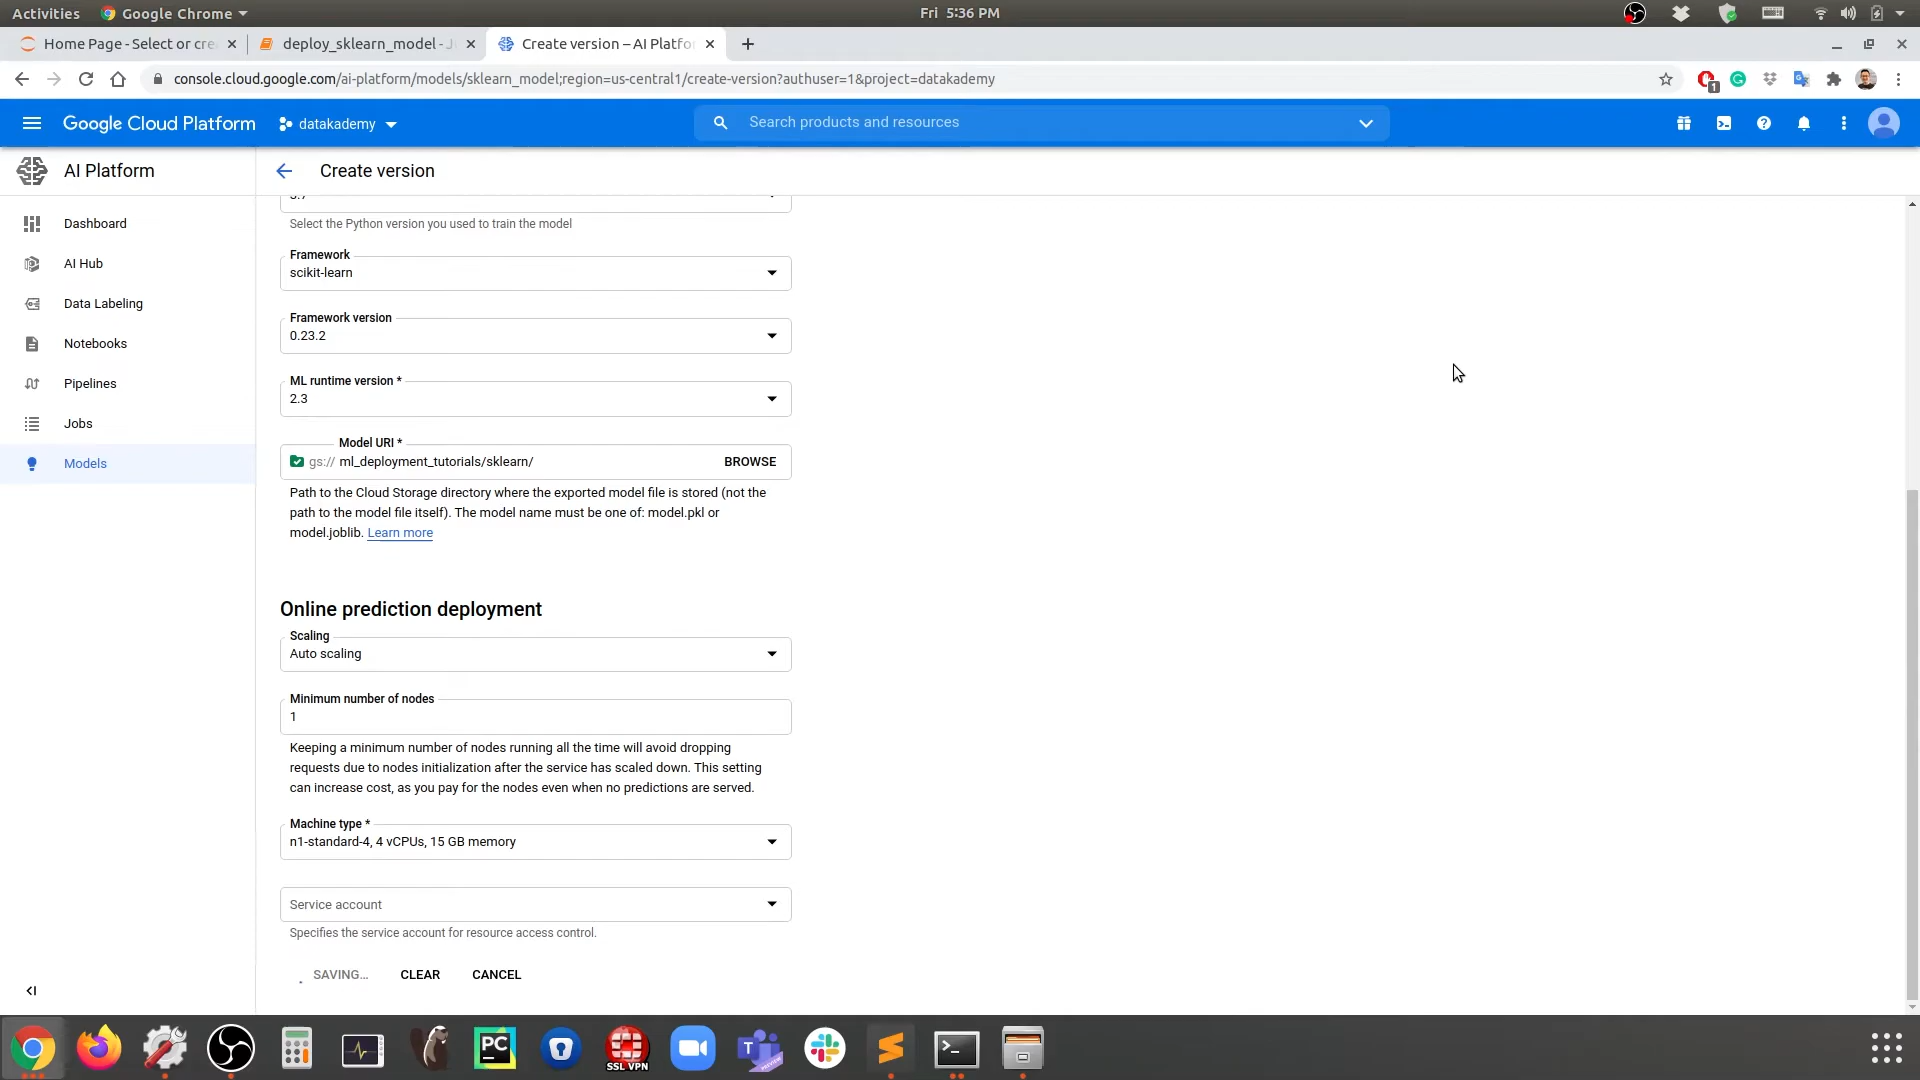 Activities Google Chrome Fri 5:36 PM
Home Page - Select or cre deploy_sklearn_model - J Create version – AI Platfo
console.cloud.google.com/ai-platform/models/sklearn_model;region=us-central1/create-version?authuser=1&project=datakademy
1
Google Cloud Platform datakademy Search products and resources
AI Platform
Create version
Dashboard
AI Hub
Data Labeling
Notebooks
Pipelines
Jobs
Models
Select the Python version you used to train the model
Framework
scikit-learn
Framework version
0.23.2
ML runtime version *
2.3
Model URI *
gs:// ml_deployment_tutorials/sklearn/ BROWSE
Path to the Cloud Storage directory where the exported model file is stored (not the
path to the model file itself). The model name must be one of: model.pkl or
model.joblib. Learn more
Online prediction deployment
Scaling
Auto scaling
Minimum number of nodes
1
Keeping a minimum number of nodes running all the time will avoid dropping
requests due to nodes initialization after the service has scaled down. This setting
can increase cost, as you pay for the nodes even when no predictions are served.
Machine type *
n1-standard-4, 4 vCPUs, 15 GB memory
Service account
Specifies the service account for resource access control.
SAVING... CLEAR CANCEL
PC
SSL VPN
T
PREVIEW